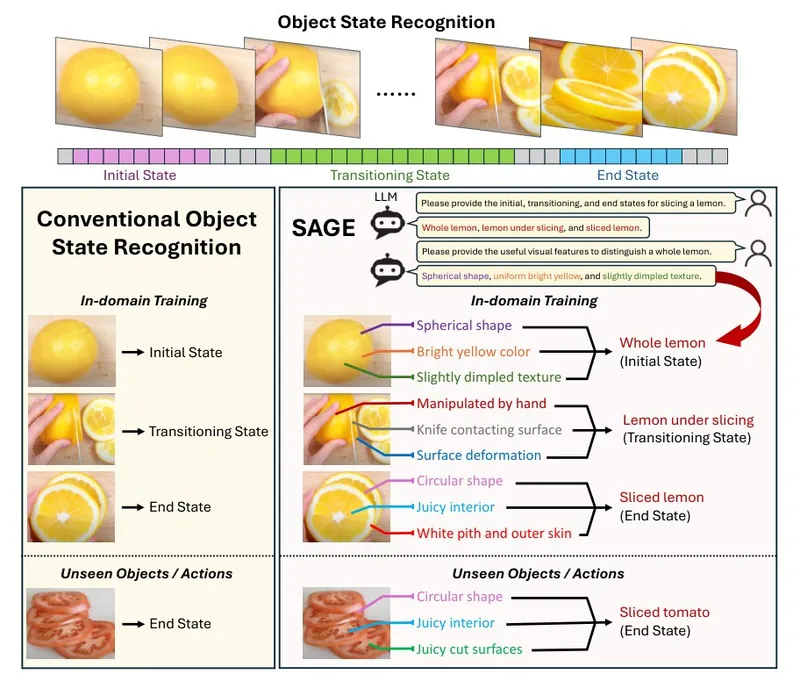 Object State Recognition
......
Initial State
Transitioning State
End State
Conventional Object
State Recognition
In-domain Training
Initial State
Transitioning State
End State
Unseen Objects / Actions
End State
SAGE
LLM
Please provide the initial, transitioning, and end states for slicing a lemon.
Whole lemon, lemon under slicing, and sliced lemon.
Please provide the useful visual features to distinguish a whole lemon.
Spherical shape, uniform bright yellow, and slightly dimpled texture.
In-domain Training
Spherical shape
Bright yellow color
Slightly dimpled texture
Whole lemon
(Initial State)
Manipulated by hand
Knife contacting surface
Surface deformation
Lemon under slicing
(Transitioning State)
Circular shape
Juicy interior
White pith and outer skin
Sliced lemon
(End State)
Unseen Objects / Actions
Circular shape
Juicy interior
Juicy cut surfaces
Sliced tomato
(End State)